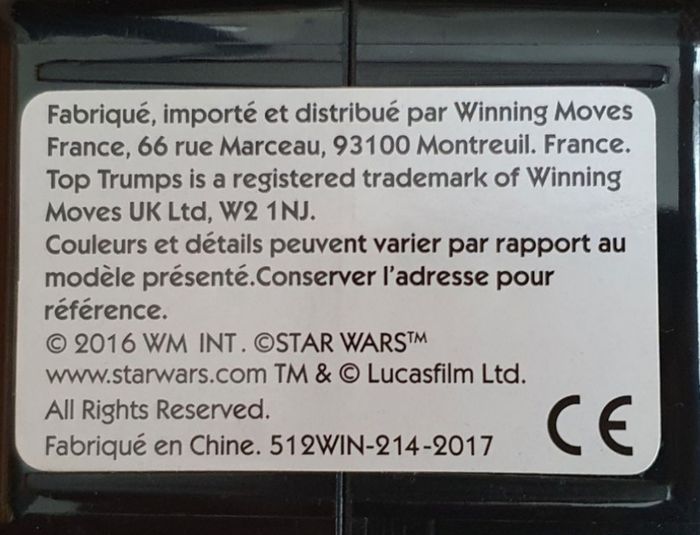 Fabriqué, importé et distribué par Winning Moves
France, 66 rue Marceau, 93100 Montreuil. France.
Top Trumps is a registered trademark of Winning
Moves UK Ltd, W2 1NJ.
Couleurs et détails peuvent varier par rapport au
modèle présenté.Conserver l'adresse pour
référence.
© 2016 WM INT. ©STAR WARS™
www.starwars.com TM & © Lucasfilm Ltd.
All Rights Reserved.
Fabriqué en Chine. 512WIN-214-2017 CE